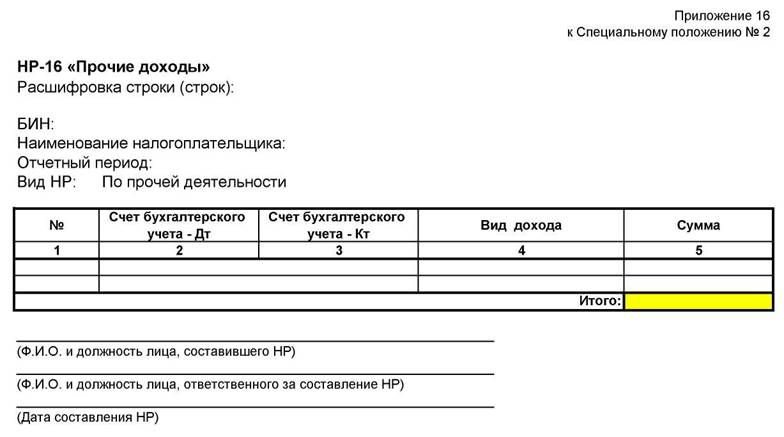 Приложение 16
к Специальному положению № 2
НР-16 «Прочие доходы»
Расшифровка строки (строк):
БИН:
Наименование налогоплательщика:
Отчетный период:
Вид НР: По прочей деятельности
№ Счет бухгалтерского учета - Дт Счет бухгалтерского учета - Кт Вид дохода Сумма
1 2 3 4 5
Итого:
(Ф.И.О. и должность лица, составившего НР)
(Ф.И.О. и должность лица, ответственного за составление НР)
(Дата составления НР)